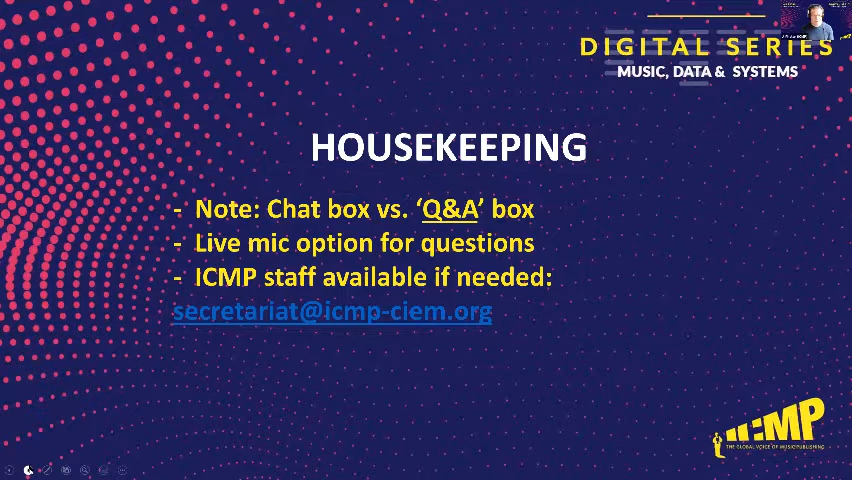 DIGITAL SERIES
MUSIC, DATA & SYSTEMS
HOUSEKEEPING
- Note: Chat box vs. ‘Q&A’ box
- Live mic option for questions
- ICMP staff available if needed:
secretariat@icmp-ciem.org
ICMP
THE GLOBAL VOICE OF MUSIC PUBLISHING